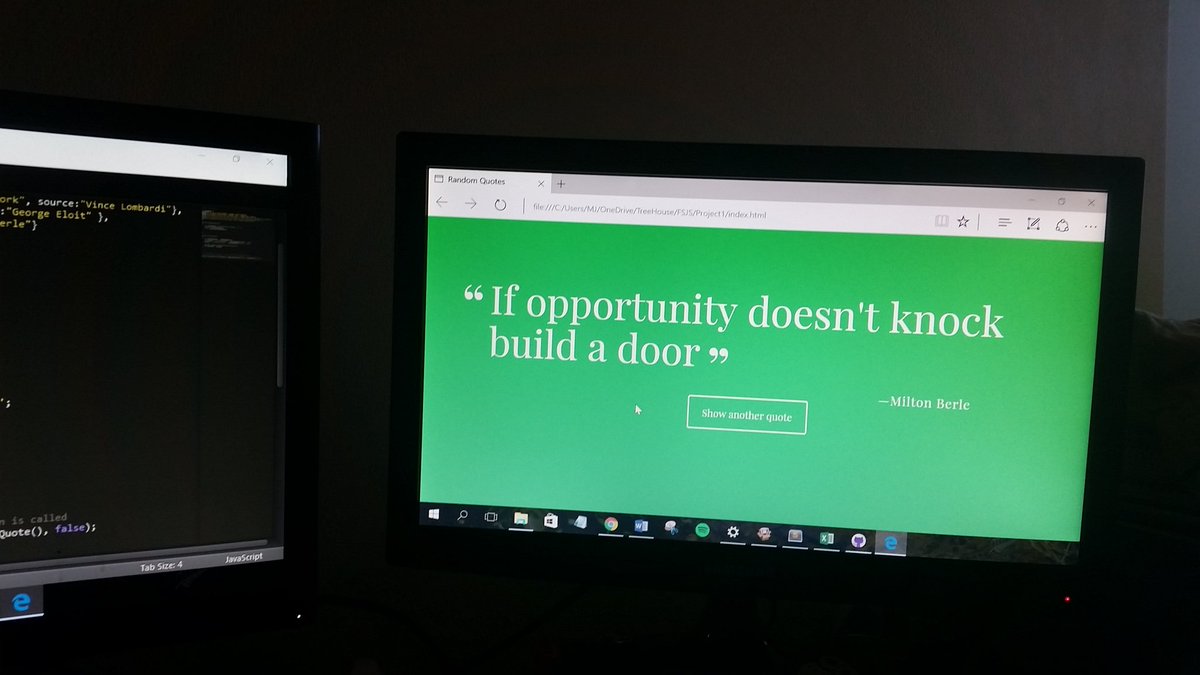 ork", source:"Vince Lombardi"},
:"George Eloit" },
erle"}
';
n is called
Quote(), false);
Tab Size: 4
JavaScript
Random Quotes
file:///C:/Users/MJ/OneDrive/TreeHouse/FSJS/Project1/index.html
“ If opportunity doesn't knock
build a door ”
—Milton Berle
Show another quote